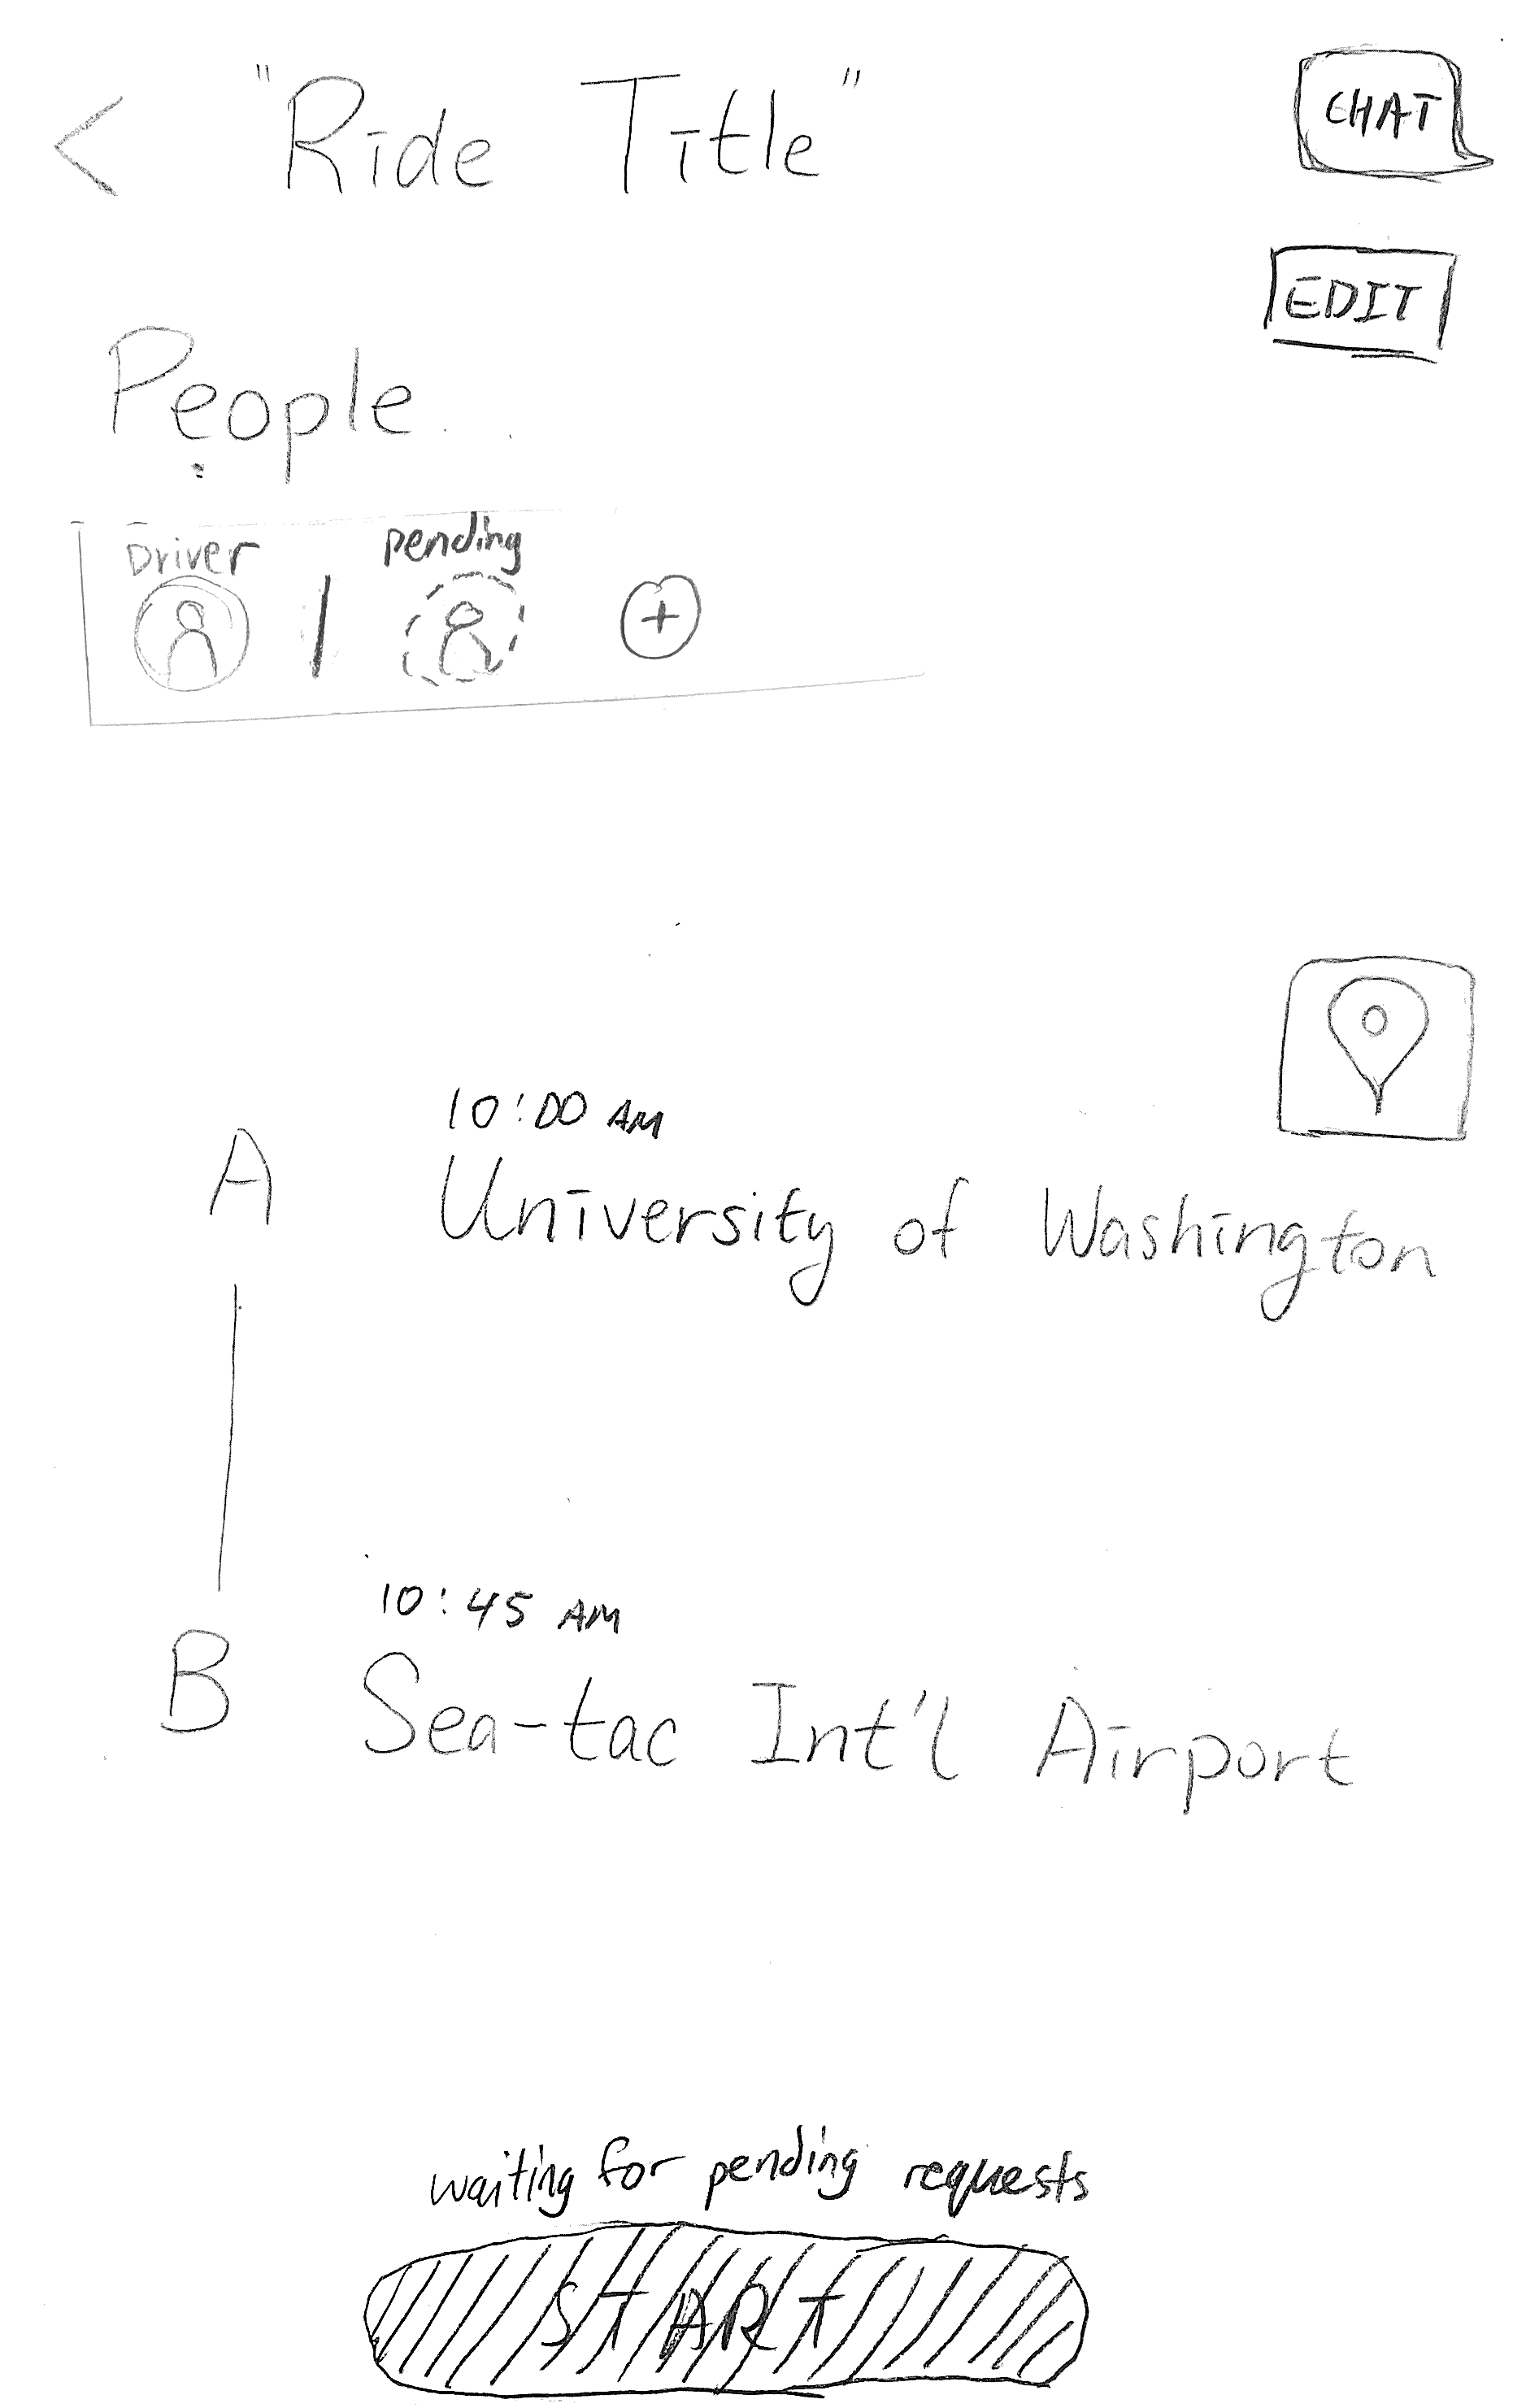 < "Ride Title"
CHAT
EDIT
People
Driver
pending
+
10:00 AM
A University of Washington
10:45 AM
B Sea-tac Int'l Airport
waiting for pending requests
START